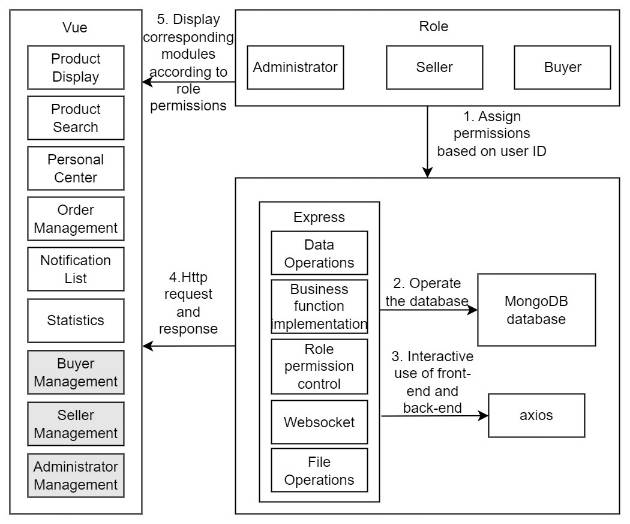 Vue
Product
Display
Product
Search
Personal
Center
Order
Management
Notification
List
Statistics
Buyer
Management
Seller
Management
Administrator
Management
5. Display
corresponding
modules
according to
role
permissions
Role
Administrator
Seller
Buyer
1. Assign
permissions
based on user ID
4.Http
request
and
response
Express
Data
Operations
Business
function
implementation
Role
permission
control
Websocket
File
Operations
2. Operate
the database
MongoDB
database
3. Interactive
use of front-
end and
back-end
axios